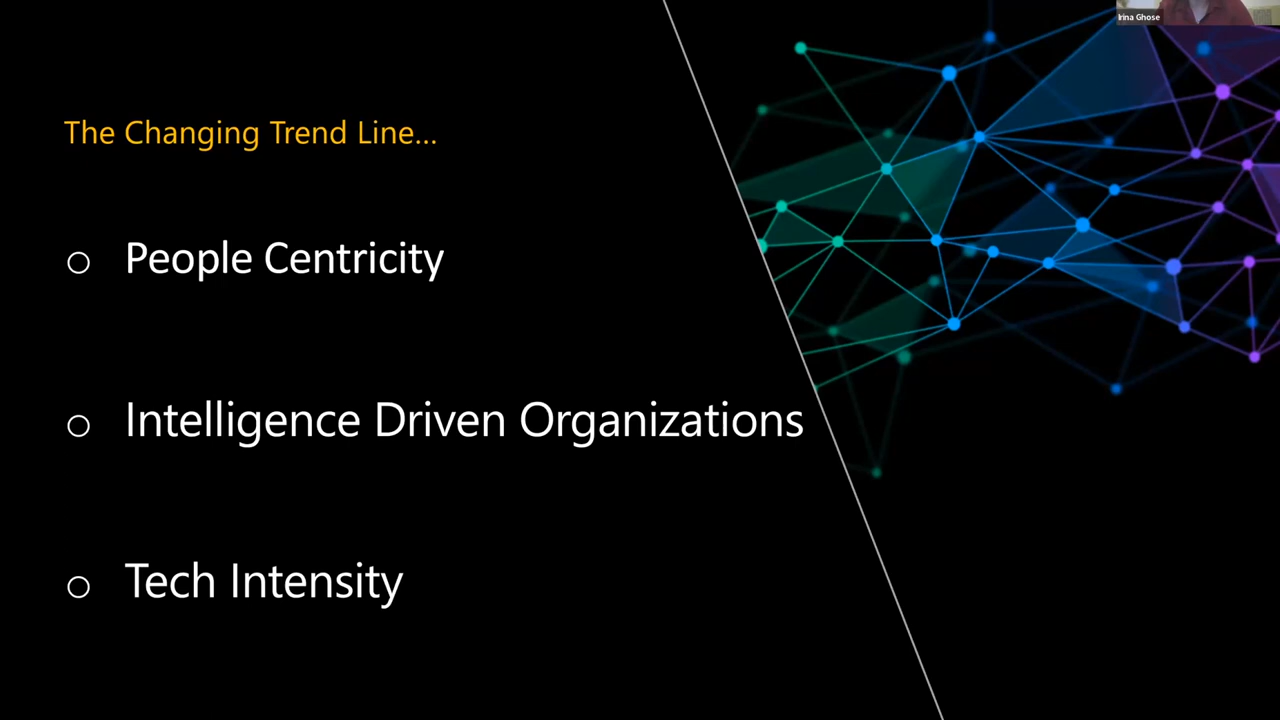 Irina Ghose
The Changing Trend Line...
o People Centricity
o Intelligence Driven Organizations
o Tech Intensity